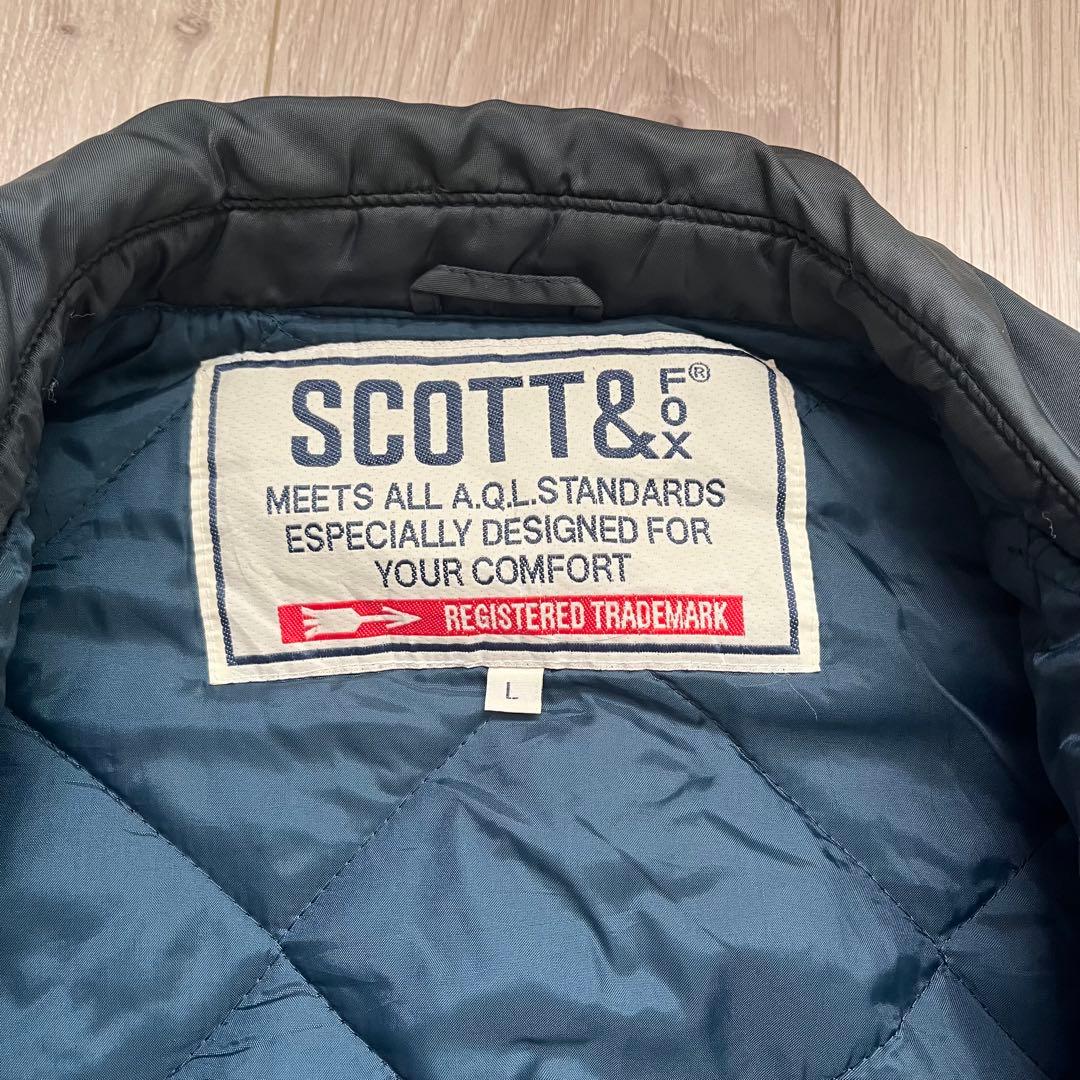 SCOTT&FOX®
MEETS ALL A.Q.L.STANDARDS
ESPECIALLY DESIGNED FOR
YOUR COMFORT
REGISTERED TRADEMARK
L